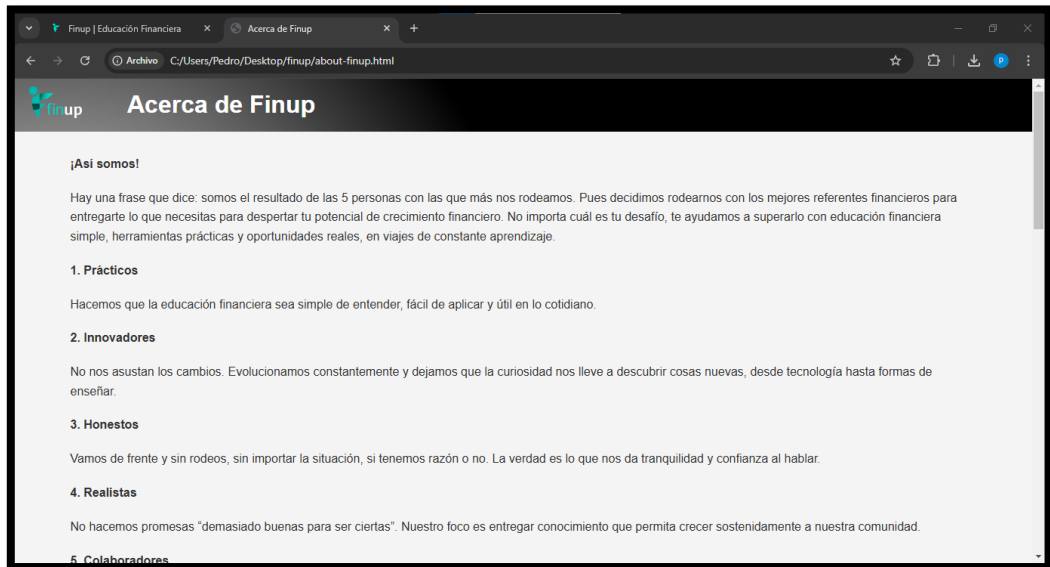 Finup | Educación Financiera
Acerca de Finup
Archivo C:/Users/Pedro/Desktop/finup/about-finup.html
P
finup
Acerca de Finup
¡Asi somos!
Hay una frase que dice: somos el resultado de las 5 personas con las que más nos rodeamos. Pues decidimos rodearnos con los mejores referentes financieros para
entregarte lo que necesitas para despertar tu potencial de crecimiento financiero. No importa cuál es tu desafío, te ayudamos a superarlo con educación financiera
simple, herramientas prácticas y oportunidades reales, en viajes de constante aprendizaje.
1. Prácticos
Hacemos que la educación financiera sea simple de entender, fácil de aplicar y útil en lo cotidiano.
2. Innovadores
No nos asustan los cambios. Evolucionamos constantemente y dejamos que la curiosidad nos lleve a descubrir cosas nuevas, desde tecnología hasta formas de
enseñar.
3. Honestos
Vamos de frente y sin rodeos, sin importar la situación, si tenemos razón o no. La verdad es lo que nos da tranquilidad y confianza al hablar.
4. Realistas
No hacemos promesas “demasiado buenas para ser ciertas”. Nuestro foco es entregar conocimiento que permita crecer sostenidamente a nuestra comunidad.
5. Colaboradores